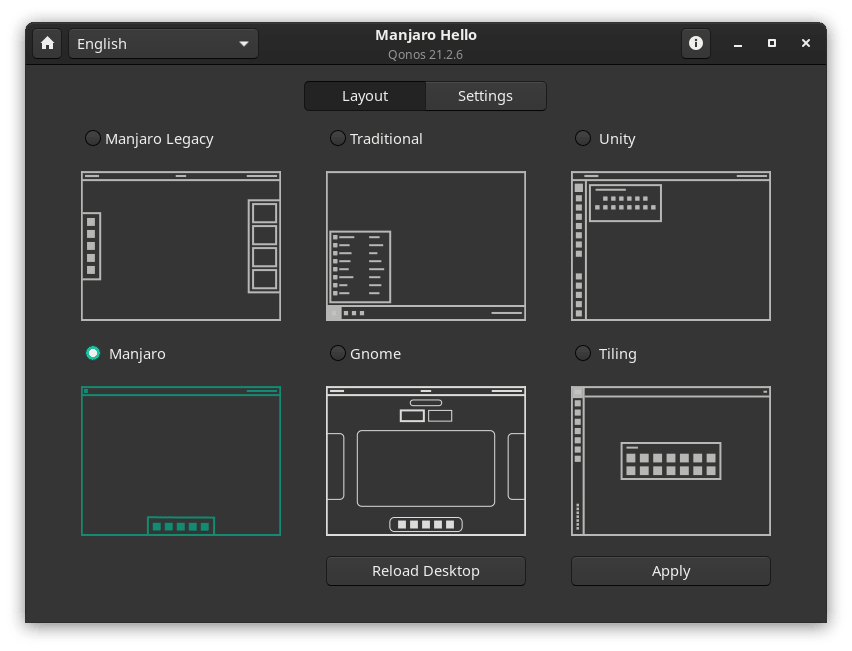 English
Manjaro Hello
Qonos 21.2.6
Layout
Settings
Manjaro Legacy
Traditional
Unity
Manjaro
Gnome
Tiling
Reload Desktop
Apply